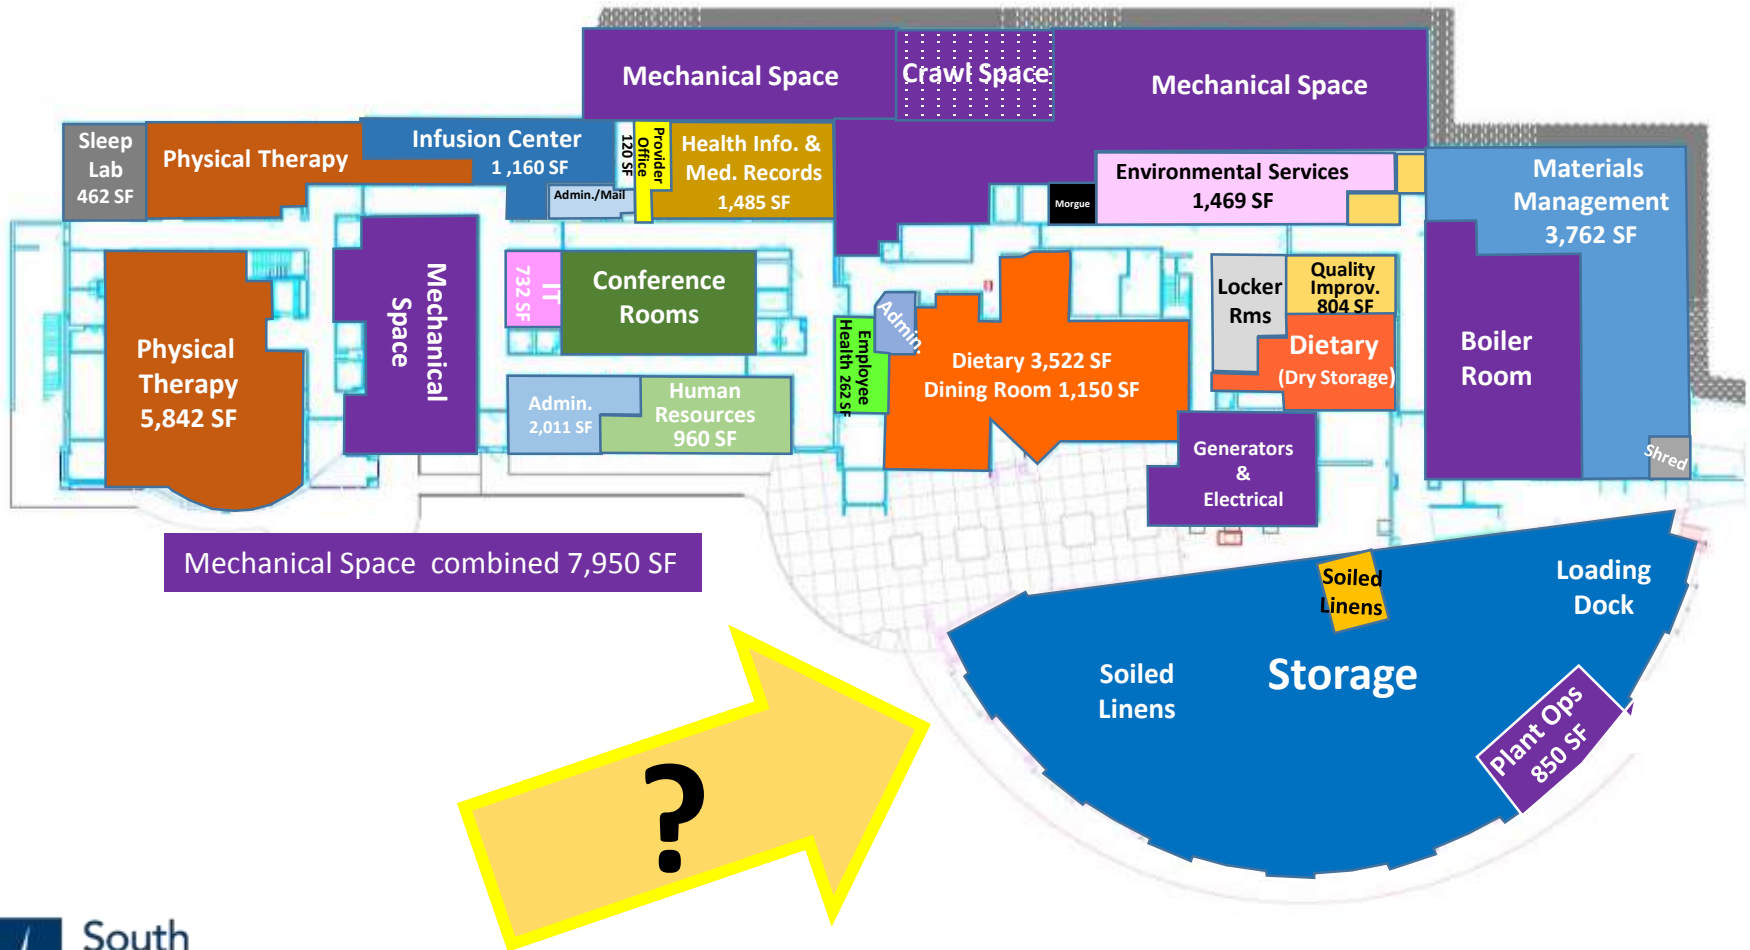 Mechanical Space
Crawl Space
Mechanical Space
Sleep
Lab
462 SF
Physical Therapy
Infusion Center
1 ,160 SF
Admin./Mail
120 SF
Provider
Office
Health Info. &
Med. Records
1,485 SF
Morgue
Environmental Services
1,469 SF
Materials
Management
3,762 SF
Physical
Therapy
5,842 SF
Mechanical
Space
IT
732 SF
Conference
Rooms
Admin.
2,011 SF
Human
Resources
960 SF
Employee
Health 262 SF
Admin.
Dietary 3,522 SF
Dining Room 1,150 SF
Locker
Rms
Quality
Improv.
804 SF
Dietary
(Dry Storage)
Boiler
Room
Generators
&
Electrical
Shred
Mechanical Space combined 7,950 SF
Soiled
Linens
Loading
Dock
Soiled
Linens
Storage
Plant Ops
850 SF
?
South